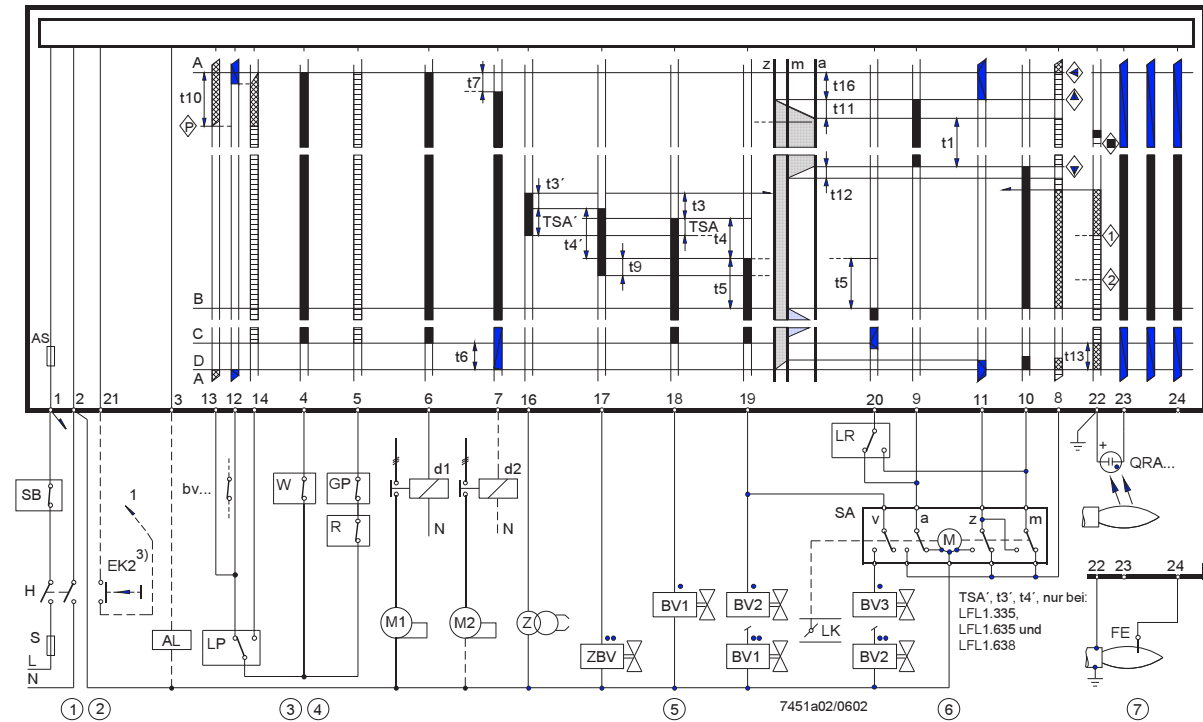 A
z m a
t7
t16
t10
t11
P
t1
t12
t3´
t3
TSA´
TSA
t4
1
t4´
t9
2
t5
t5
B
C
AS
D
t6
t13
A
1 2 21 3 13 12 14 4 5 6 7 16 17 18 19 20 9 11 10 8 22 23 24
LR
+
QRA...
W
GP
d1
d2
SB
bv...
1
R
N
N
SA
v a z m
EK2 3)
M
H
22 23 24
TSA´, t3´, t4´, nur bei:
LFL1.335,
LFL1.635 und
LFL1.638
BV1
BV2
BV3
M1
M2
Z
LK
FE
S
AL
LP
ZBV
BV1
BV2
L
N
7451a02/0602
1 2 3 4 5 6 7